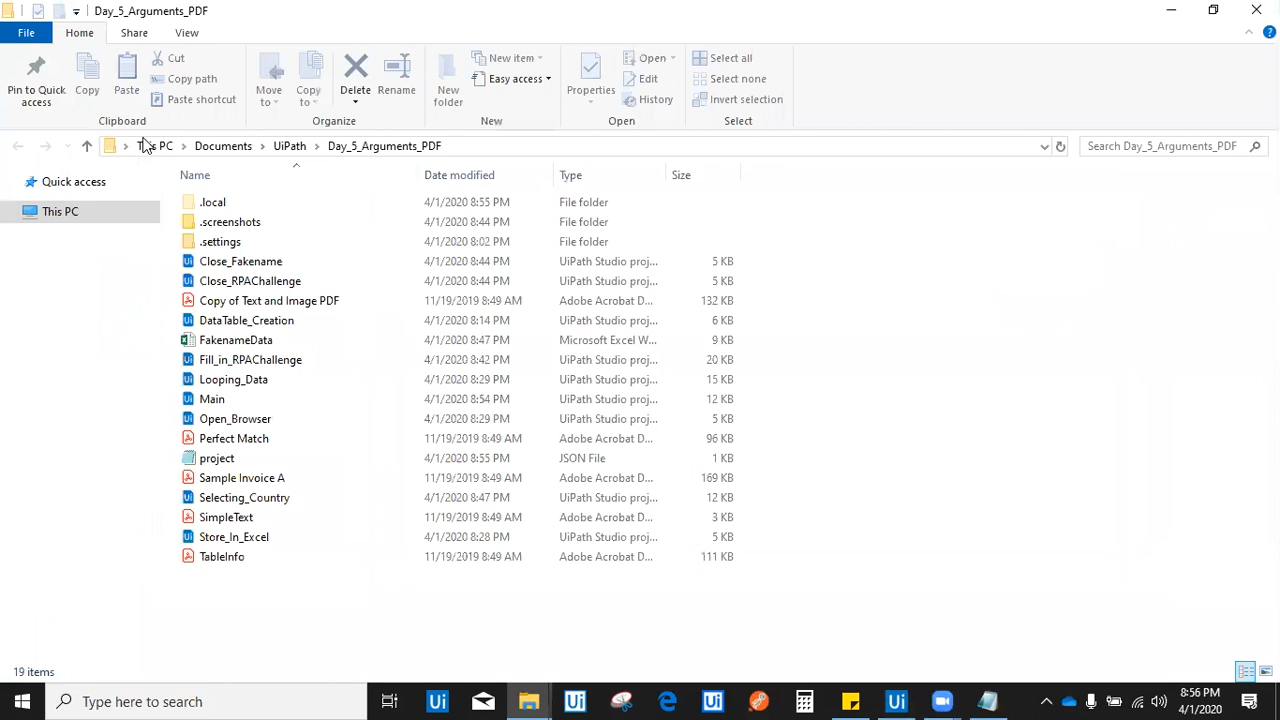 Day_5_Arguments_PDF
File Home Share View
Pin to Quick access
Copy
Paste
Cut
Copy path
Paste shortcut
Clipboard
Move to
Copy to
Delete
Rename
Organize
New folder
New item
Easy access
New
Properties
Open
Edit
History
Open
Select all
Select none
Invert selection
Select
This PC Documents UiPath Day_5_Arguments_PDF Search Day_5_Arguments_PDF
Quick access
This PC
Name Date modified Type Size
.local 4/1/2020 8:55 PM File folder
.screenshots 4/1/2020 8:44 PM File folder
.settings 4/1/2020 8:02 PM File folder
Close_Fakename 4/1/2020 8:44 PM UiPath Studio proj... 5 KB
Close_RPAChallenge 4/1/2020 8:44 PM UiPath Studio proj... 5 KB
Copy of Text and Image PDF 11/19/2019 8:49 AM Adobe Acrobat D... 132 KB
DataTable_Creation 4/1/2020 8:14 PM UiPath Studio proj... 6 KB
FakenameData 4/1/2020 8:47 PM Microsoft Excel W... 9 KB
Fill_in_RPAChallenge 4/1/2020 8:42 PM UiPath Studio proj... 20 KB
Looping_Data 4/1/2020 8:29 PM UiPath Studio proj... 15 KB
Main 4/1/2020 8:54 PM UiPath Studio proj... 12 KB
Open_Browser 4/1/2020 8:29 PM UiPath Studio proj... 5 KB
Perfect Match 11/19/2019 8:49 AM Adobe Acrobat D... 96 KB
project 4/1/2020 8:55 PM JSON File 1 KB
Sample Invoice A 11/19/2019 8:49 AM Adobe Acrobat D... 169 KB
Selecting_Country 4/1/2020 8:47 PM UiPath Studio proj... 12 KB
SimpleText 11/19/2019 8:49 AM Adobe Acrobat D... 3 KB
Store_In_Excel 4/1/2020 8:28 PM UiPath Studio proj... 5 KB
TableInfo 11/19/2019 8:49 AM Adobe Acrobat D... 111 KB
19 items
Type here to search
Ui
Ui
Ui
Ui
8:56 PM
4/1/2020